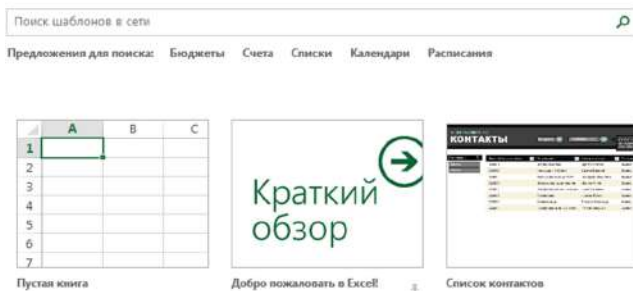 Поиск шаблонов в сети
Предложения для поиска: Бюджеты Счета Списки Календари Расписания
A B C
1
2
3
4
5
6
7
Краткий
обзор
КОНТАКТЫ
Пустая книга
Добро пожаловать в Excel!
Список контактов